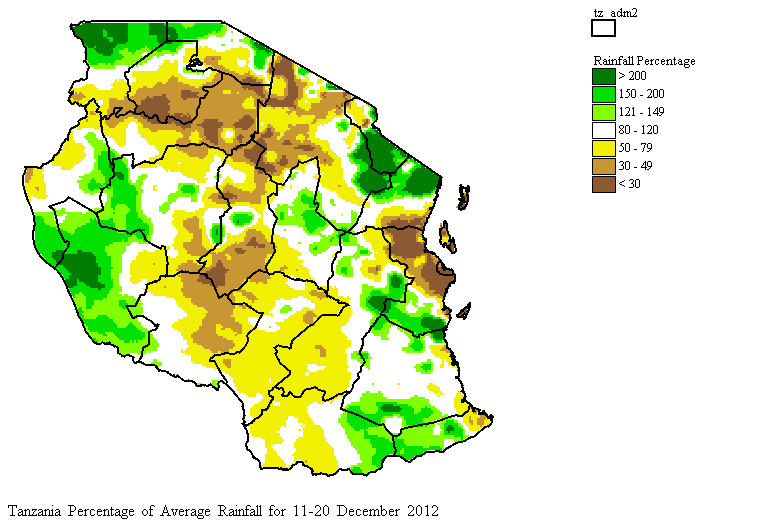 tz_adm2
Rainfall Percentage
> 200
150 - 200
121 - 149
80 - 120
50 - 79
30 - 49
< 30
Tanzania Percentage of Average Rainfall for 11-20 December 2012